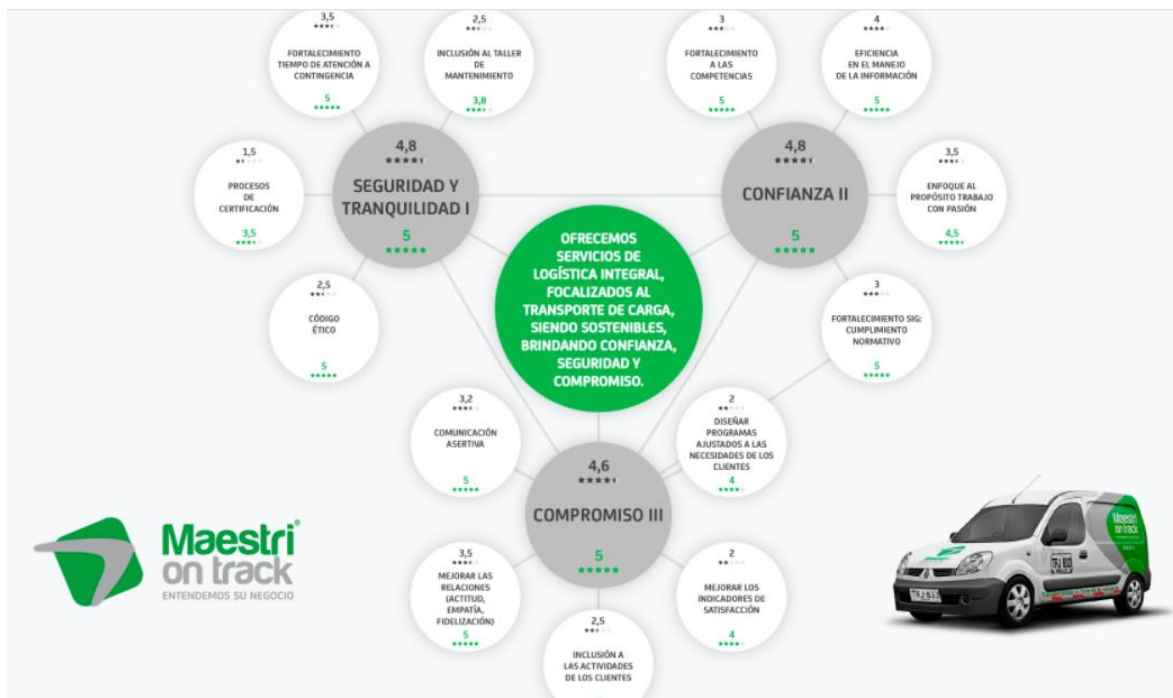 3,5
FORTALECIMIENTO
TIEMPO DE ATENCIÓN A
CONTINGENCIA
5
2,5
INCLUSIÓN AL TALLER
DE
MANTENIMIENTO
3,8
3
FORTALECIMIENTO
A LAS
COMPETENCIAS
5
4
EFICIENCIA
EN EL MANEJO
DE LA INFORMACIÓN
5
1,5
PROCESOS
DE
CERTIFICACIÓN
3,5
4,8
SEGURIDAD Y
TRANQUILIDAD I
5
4,8
CONFIANZA II
5
3,5
ENFOQUE AL
PROPÓSITO TRABAJO
CON PASIÓN
4,5
2,5
CÓDIGO
ÉTICO
5
OFRECEMOS
SERVICIOS DE
LOGÍSTICA INTEGRAL,
FOCALIZADOS AL
TRANSPORTE DE CARGA,
SIENDO SOSTENIBLES,
BRINDANDO CONFIANZA,
SEGURIDAD Y
COMPROMISO.
3
FORTALECIMIENTO SIG:
CUMPLIMIENTO
NORMATIVO
5
3,2
COMUNICACIÓN
ASERTIVA
5
2
DISEÑAR
PROGRAMAS
AJUSTADOS A LAS
NECESIDADES DE LOS
CLIENTES
4
4,6
COMPROMISO III
5
3,5
MEJORAR LAS
RELACIONES
(ACTITUD,
EMPATÍA,
FIDELIZACIÓN)
5
2
MEJORAR LOS
INDICADORES DE
SATISFACCIÓN
4
2,5
INCLUSIÓN A
LAS ACTIVIDADES
DE LOS CLIENTES
Maestri®
on track
ENTENDEMOS SU NEGOCIO
Maestri
on track